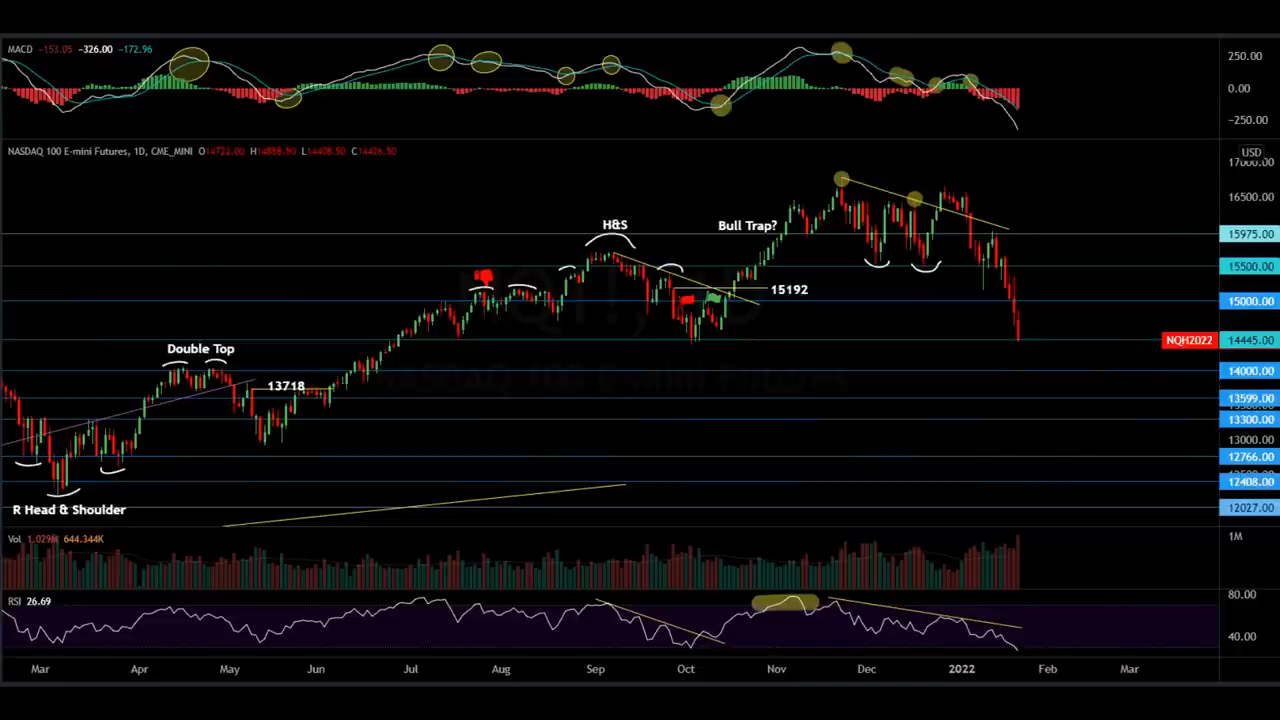 MACD -153.05 -326.00 -172.96
250.00
0.00
-250.00
NASDAQ 100 E-mini Futures, 1D, CME_MINI O14722.00 H14858.50 L14408.50 C14426.50
USD
17000.00
16500.00
H&S
Bull Trap?
15975.00
15500.00
15192
15000.00
NQH2022 14445.00
Double Top
14000.00
13718
13599.00
13300.00
13000.00
12766.00
12408.00
R Head & Shoulder
12027.00
Vol 1.029M 644.344K
1M
RSI 26.69
80.00
40.00
Mar Apr May Jun Jul Aug Sep Oct Nov Dec 2022 Feb Mar